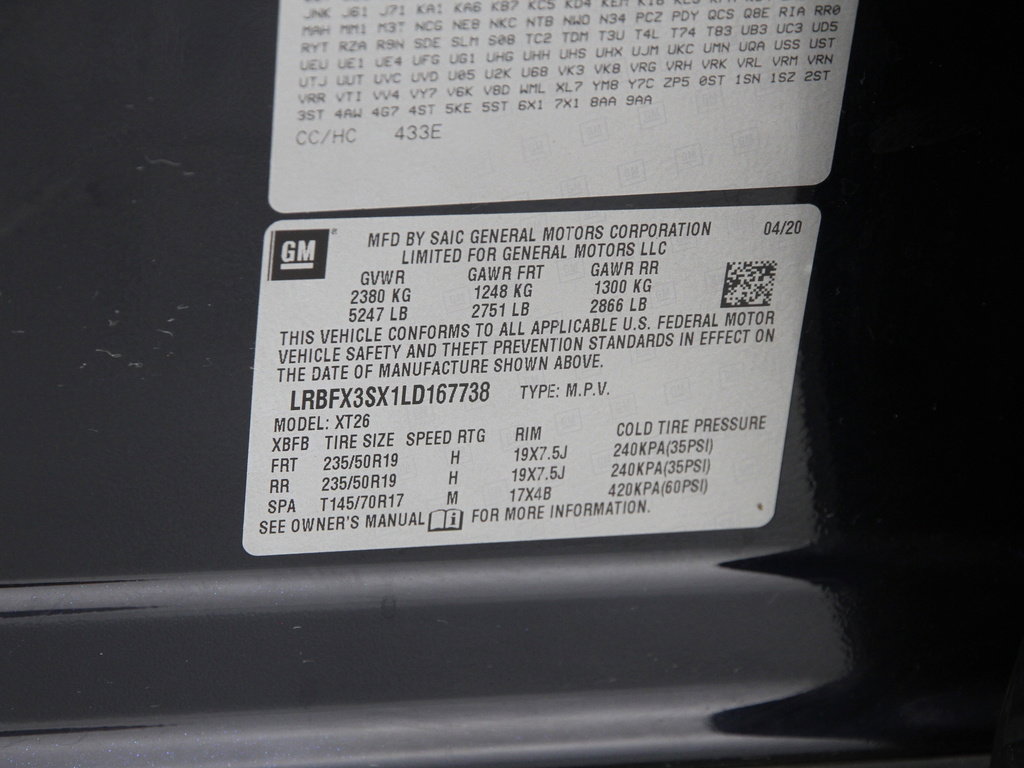 JNK J61 J71 KA1 KA6 KB7 KC5 KD4
MAH MM1 M3T NCG NE8 NKC NTB NWO N34 PCZ PDY QCS Q8E RIA RR0
RYT RZA R9N SDE SLM S08 TC2 TDM T3U T4L T74 T83 UB3 UC3 UD5
UEU UE1 UE4 UFG UG1 UHG UHH UHS UHX UJM UKC UMN UQA USS UST
UTJ UUT UVC UVD U05 U2K U68 VK3 VK8 VRG VRH VRK VRL VRM VRN
VRR VTI VV4 VY7 V6K V8D WML XL7 YM8 Y7C ZP5 0ST 1SN 1SZ 2ST
3ST 4AW 4G7 4ST 5KE 5ST 6X1 7X1 8AA 9AA
CC/HC 433E
GM®
MFD BY SAIC GENERAL MOTORS CORPORATION 04/20
LIMITED FOR GENERAL MOTORS LLC
GVWR GAWR FRT GAWR RR
2380 KG 1248 KG 1300 KG
5247 LB 2751 LB 2866 LB
THIS VEHICLE CONFORMS TO ALL APPLICABLE U.S. FEDERAL MOTOR
VEHICLE SAFETY AND THEFT PREVENTION STANDARDS IN EFFECT ON
THE DATE OF MANUFACTURE SHOWN ABOVE.
LRBFX3SX1LD167738 TYPE: M.P.V.
MODEL: XT26
XBFB TIRE SIZE SPEED RTG RIM COLD TIRE PRESSURE
FRT 235/50R19 H 19X7.5J 240KPA(35PSI)
RR 235/50R19 H 19X7.5J 240KPA(35PSI)
SPA T145/70R17 M 17X4B 420KPA(60PSI)
SEE OWNER'S MANUAL i FOR MORE INFORMATION.